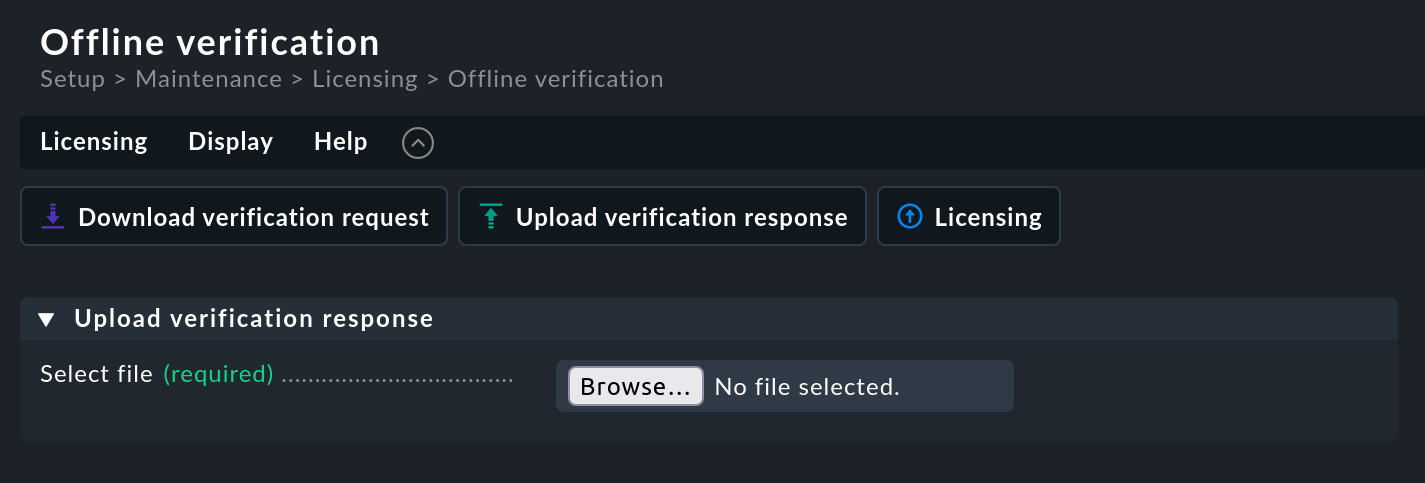 Offline verification
Setup > Maintenance > Licensing > Offline verification
Licensing Display Help
Download verification request Upload verification response Licensing
Upload verification response
Select file (required) ................................... Browse... No file selected.